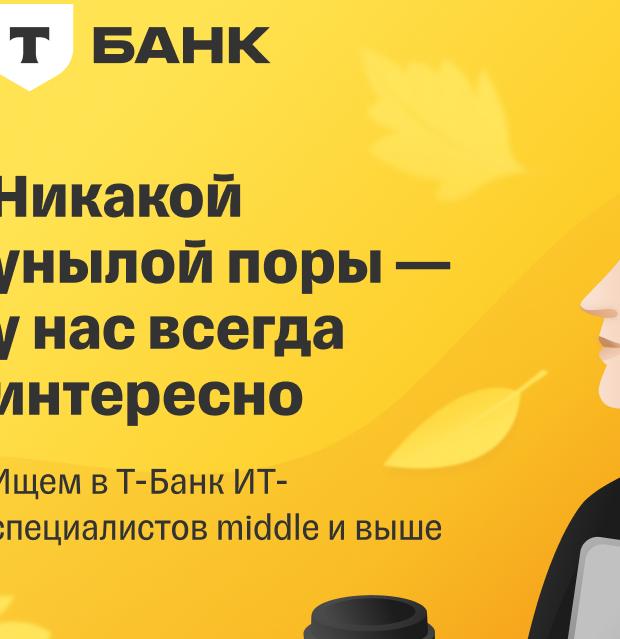 Т БАНК
Никакой
унылой поры —
у нас всегда
интересно
Ищем в Т-Банк ИТ-
специалистов middle и выше